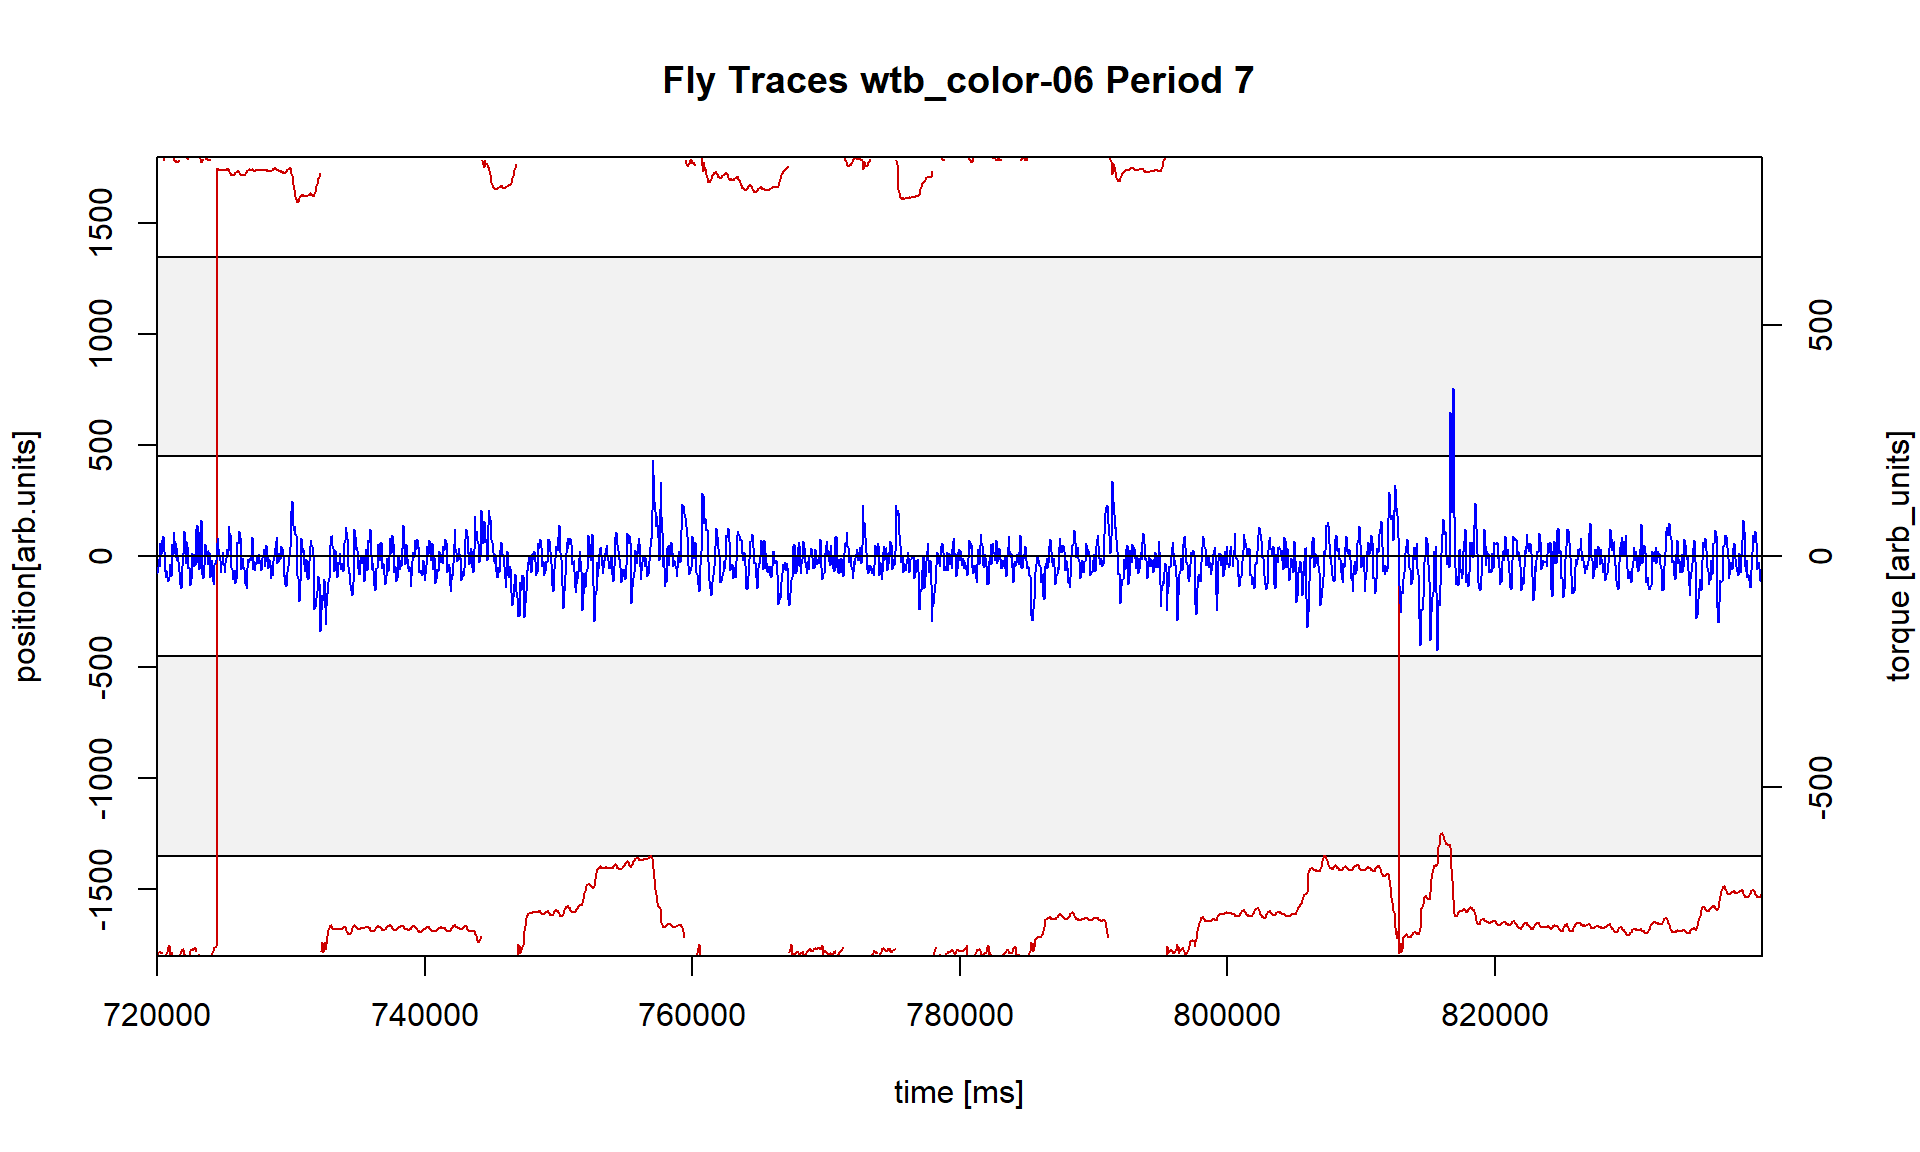 Fly Traces wtb_color-06 Period 7
position[arb.units]
1500
1000
500
0
-500
-1000
-1500
500
0
-500
torque [arb_units]
720000 740000 760000 780000 800000 820000
time [ms]